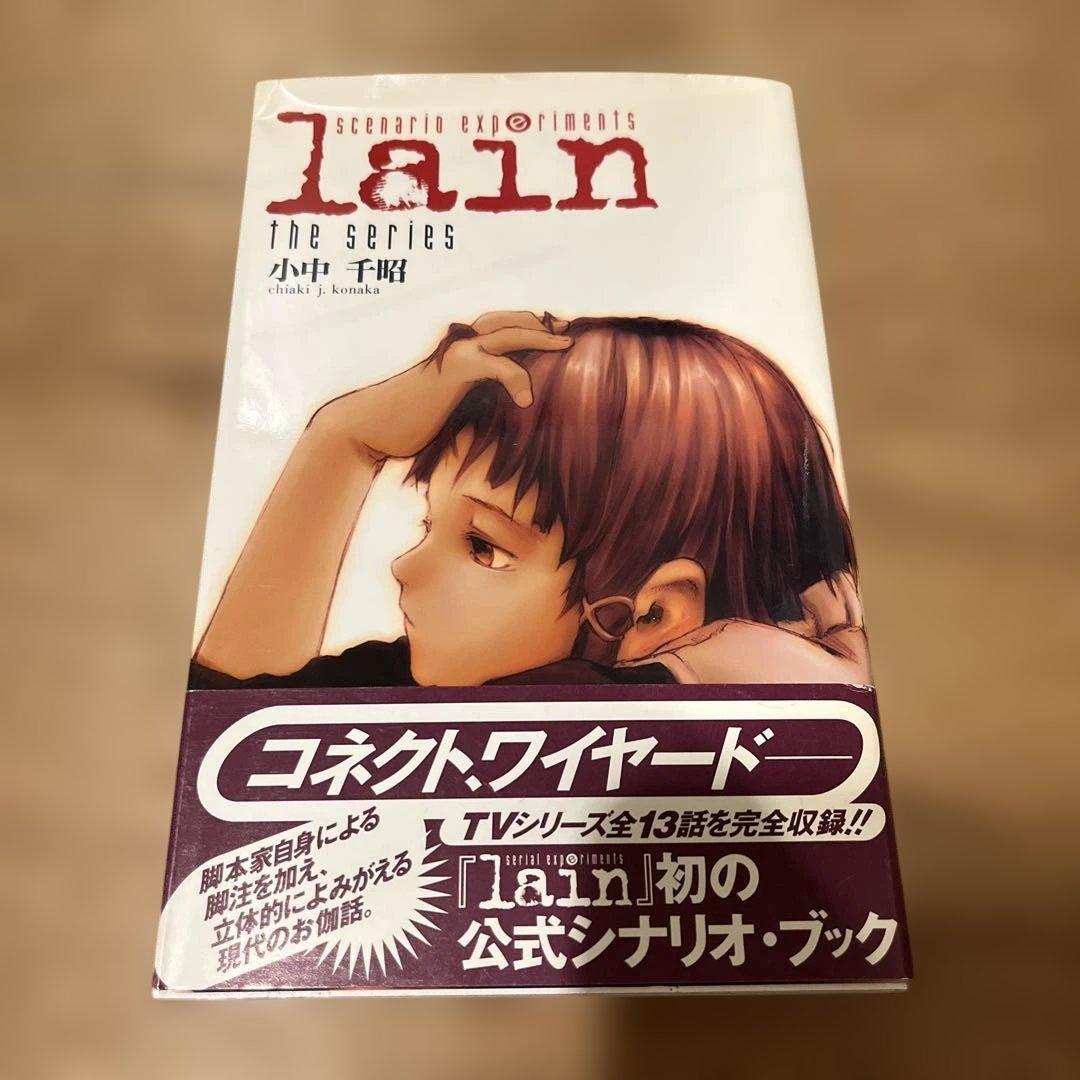 scenario experiments
lain
the series
小中 千昭
chiaki j. konaka
コネクト、ワイヤード──
TVシリーズ全13話を完全収録!!
脚本家自身による
脚注を加え、
立体的によみがえる
現代のお伽話。
serial experiments
『lain』初の
公式シナリオ・ブック